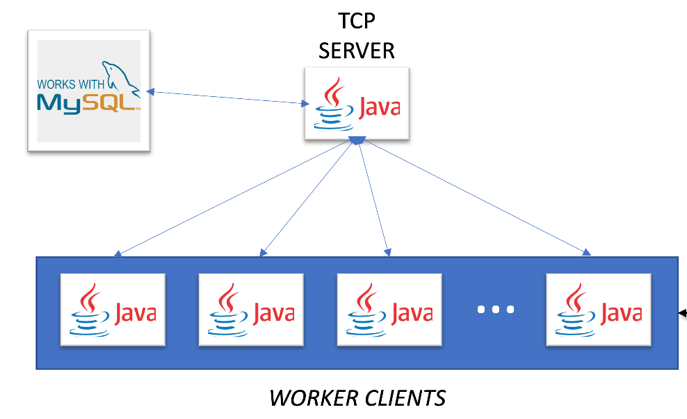 TCP
SERVER
WORKS WITH
MySQL
Java
Java
Java
Java
...
Java
WORKER CLIENTS